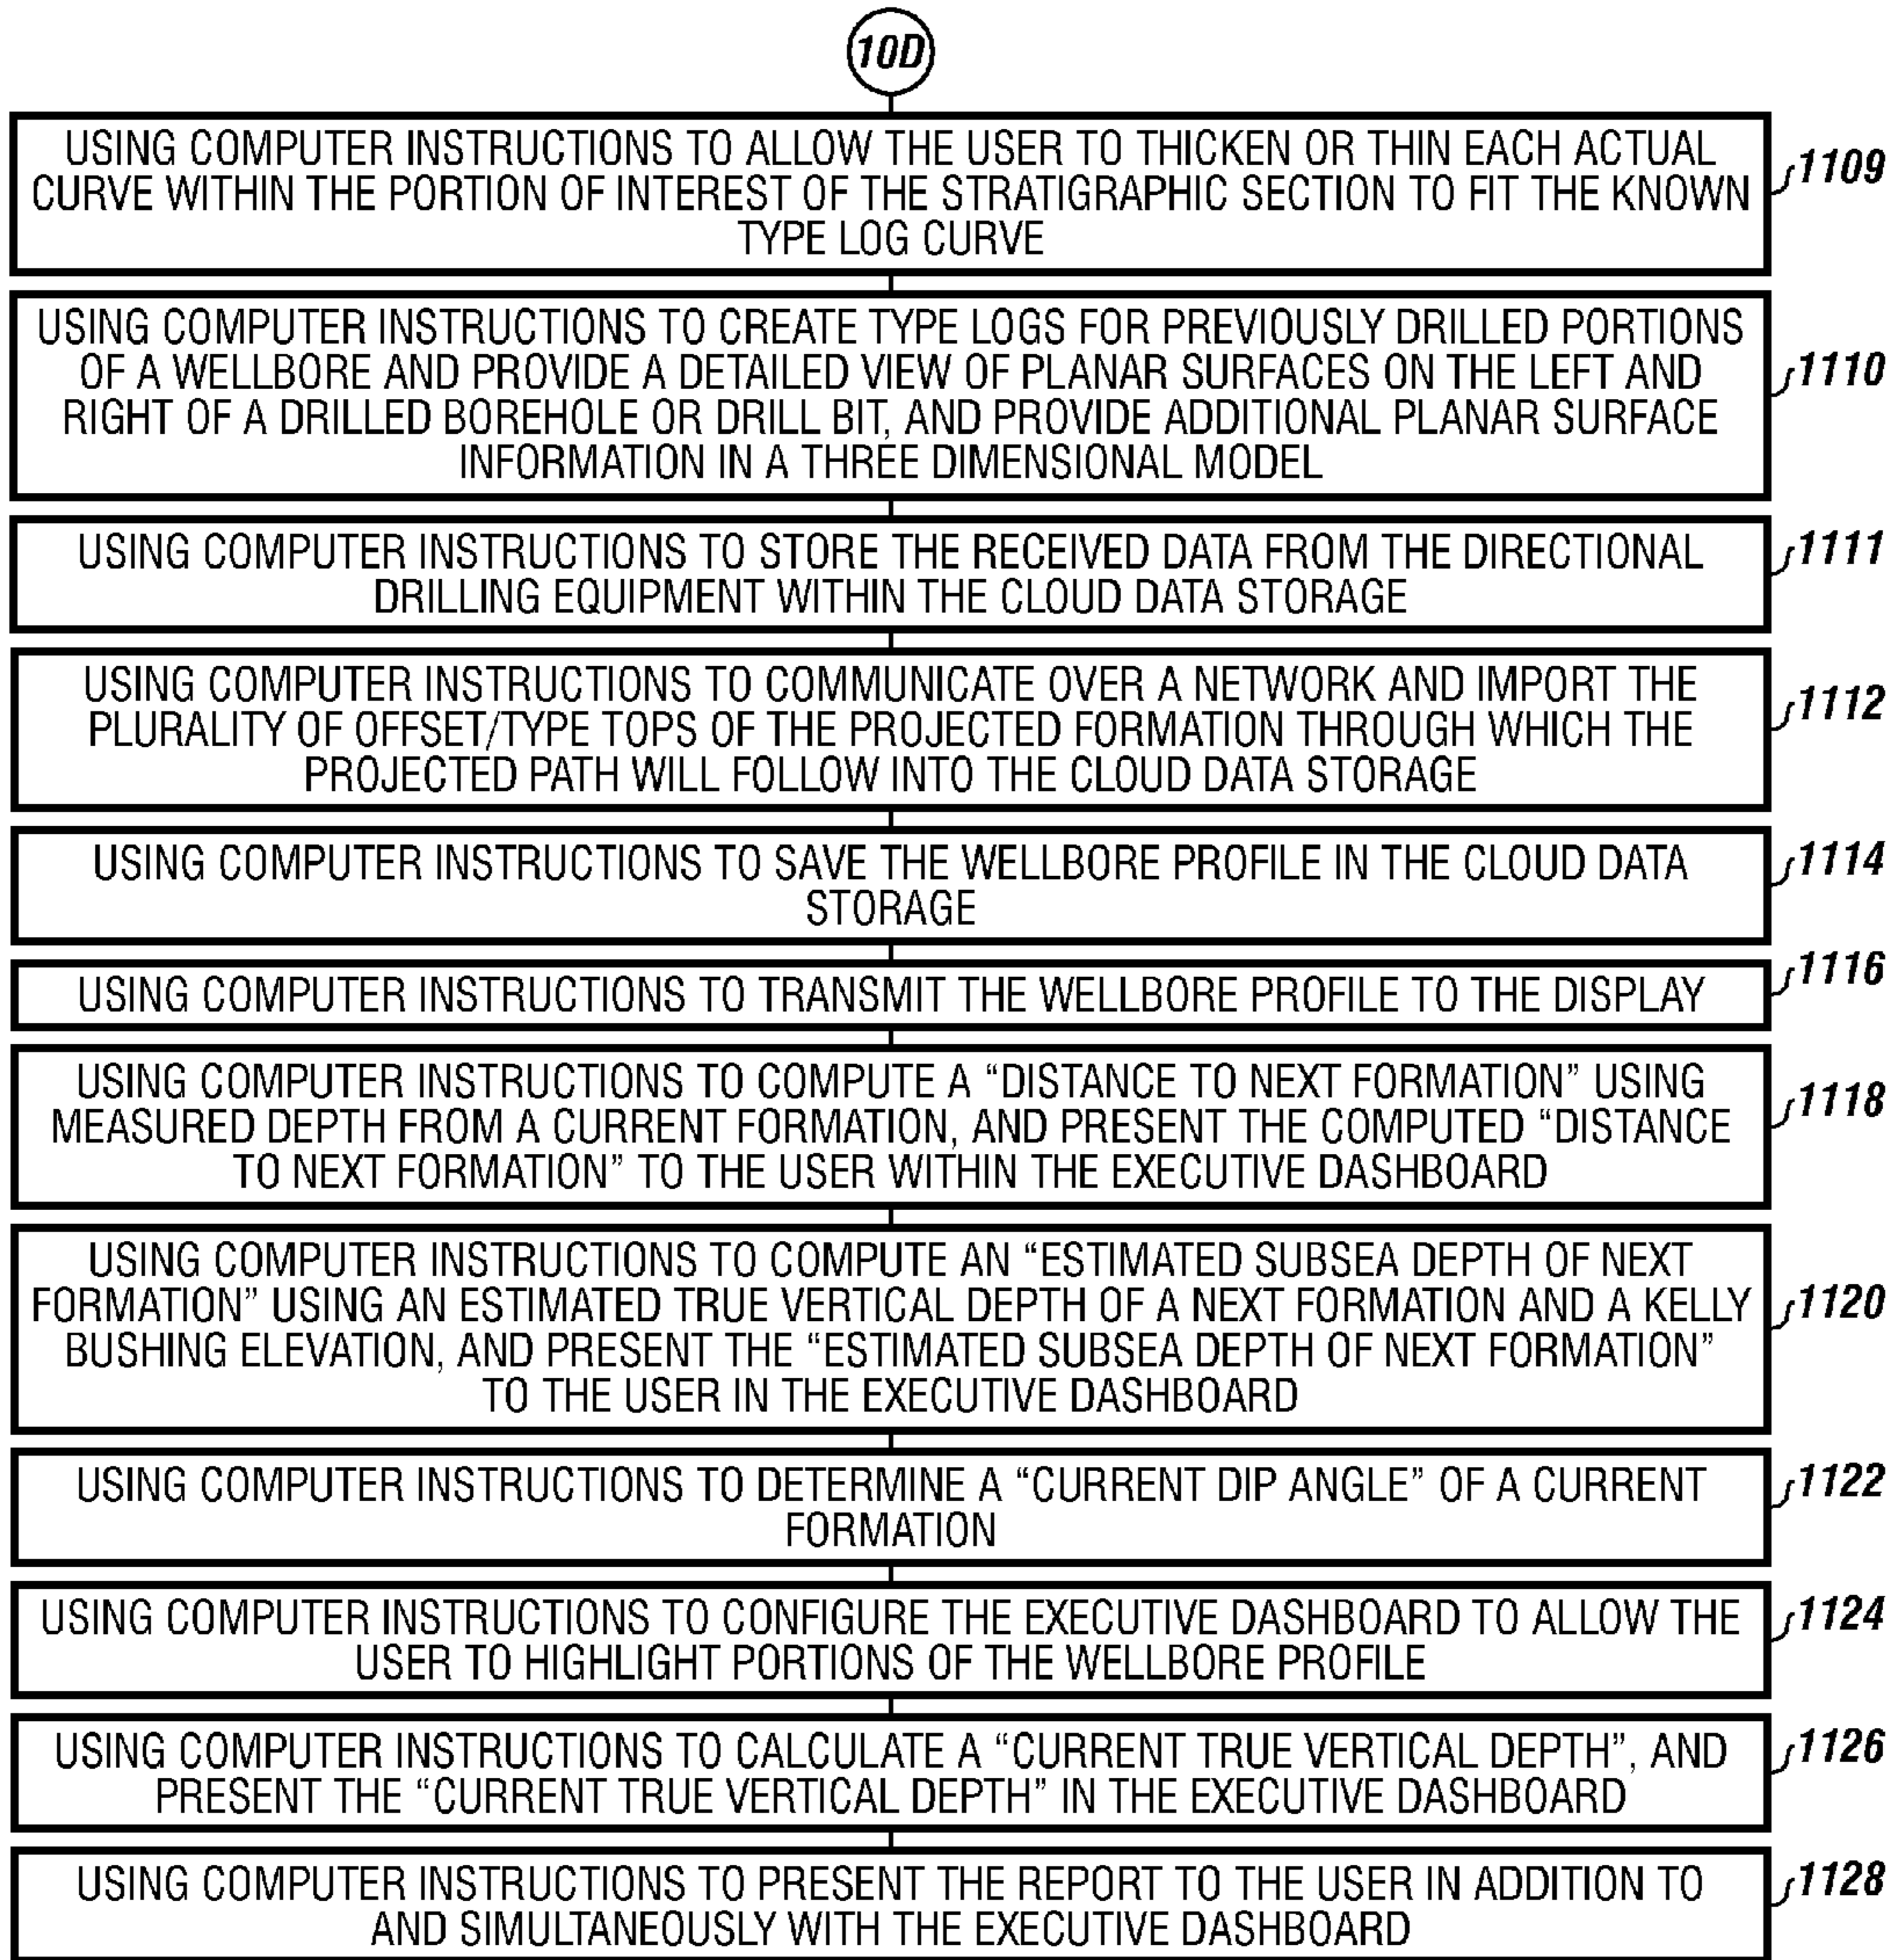 10D
USING COMPUTER INSTRUCTIONS TO ALLOW THE USER TO THICKEN OR THIN EACH ACTUAL
CURVE WITHIN THE PORTION OF INTEREST OF THE STRATIGRAPHIC SECTION TO FIT THE KNOWN
TYPE LOG CURVE
1109
USING COMPUTER INSTRUCTIONS TO CREATE TYPE LOGS FOR PREVIOUSLY DRILLED PORTIONS
OF A WELLBORE AND PROVIDE A DETAILED VIEW OF PLANAR SURFACES ON THE LEFT AND
RIGHT OF A DRILLED BOREHOLE OR DRILL BIT, AND PROVIDE ADDITIONAL PLANAR SURFACE
INFORMATION IN A THREE DIMENSIONAL MODEL
1110
USING COMPUTER INSTRUCTIONS TO STORE THE RECEIVED DATA FROM THE DIRECTIONAL
DRILLING EQUIPMENT WITHIN THE CLOUD DATA STORAGE
1111
USING COMPUTER INSTRUCTIONS TO COMMUNICATE OVER A NETWORK AND IMPORT THE
PLURALITY OF OFFSET/TYPE TOPS OF THE PROJECTED FORMATION THROUGH WHICH THE
PROJECTED PATH WILL FOLLOW INTO THE CLOUD DATA STORAGE
1112
USING COMPUTER INSTRUCTIONS TO SAVE THE WELLBORE PROFILE IN THE CLOUD DATA
STORAGE
1114
USING COMPUTER INSTRUCTIONS TO TRANSMIT THE WELLBORE PROFILE TO THE DISPLAY
1116
USING COMPUTER INSTRUCTIONS TO COMPUTE A “DISTANCE TO NEXT FORMATION” USING
MEASURED DEPTH FROM A CURRENT FORMATION, AND PRESENT THE COMPUTED “DISTANCE
TO NEXT FORMATION” TO THE USER WITHIN THE EXECUTIVE DASHBOARD
1118
USING COMPUTER INSTRUCTIONS TO COMPUTE AN “ESTIMATED SUBSEA DEPTH OF NEXT
FORMATION” USING AN ESTIMATED TRUE VERTICAL DEPTH OF A NEXT FORMATION AND A KELLY
BUSHING ELEVATION, AND PRESENT THE “ESTIMATED SUBSEA DEPTH OF NEXT FORMATION”
TO THE USER IN THE EXECUTIVE DASHBOARD
1120
USING COMPUTER INSTRUCTIONS TO DETERMINE A “CURRENT DIP ANGLE” OF A CURRENT
FORMATION
1122
USING COMPUTER INSTRUCTIONS TO CONFIGURE THE EXECUTIVE DASHBOARD TO ALLOW THE
USER TO HIGHLIGHT PORTIONS OF THE WELLBORE PROFILE
1124
USING COMPUTER INSTRUCTIONS TO CALCULATE A “CURRENT TRUE VERTICAL DEPTH”, AND
PRESENT THE “CURRENT TRUE VERTICAL DEPTH” IN THE EXECUTIVE DASHBOARD
1126
USING COMPUTER INSTRUCTIONS TO PRESENT THE REPORT TO THE USER IN ADDITION TO
AND SIMULTANEOUSLY WITH THE EXECUTIVE DASHBOARD
1128